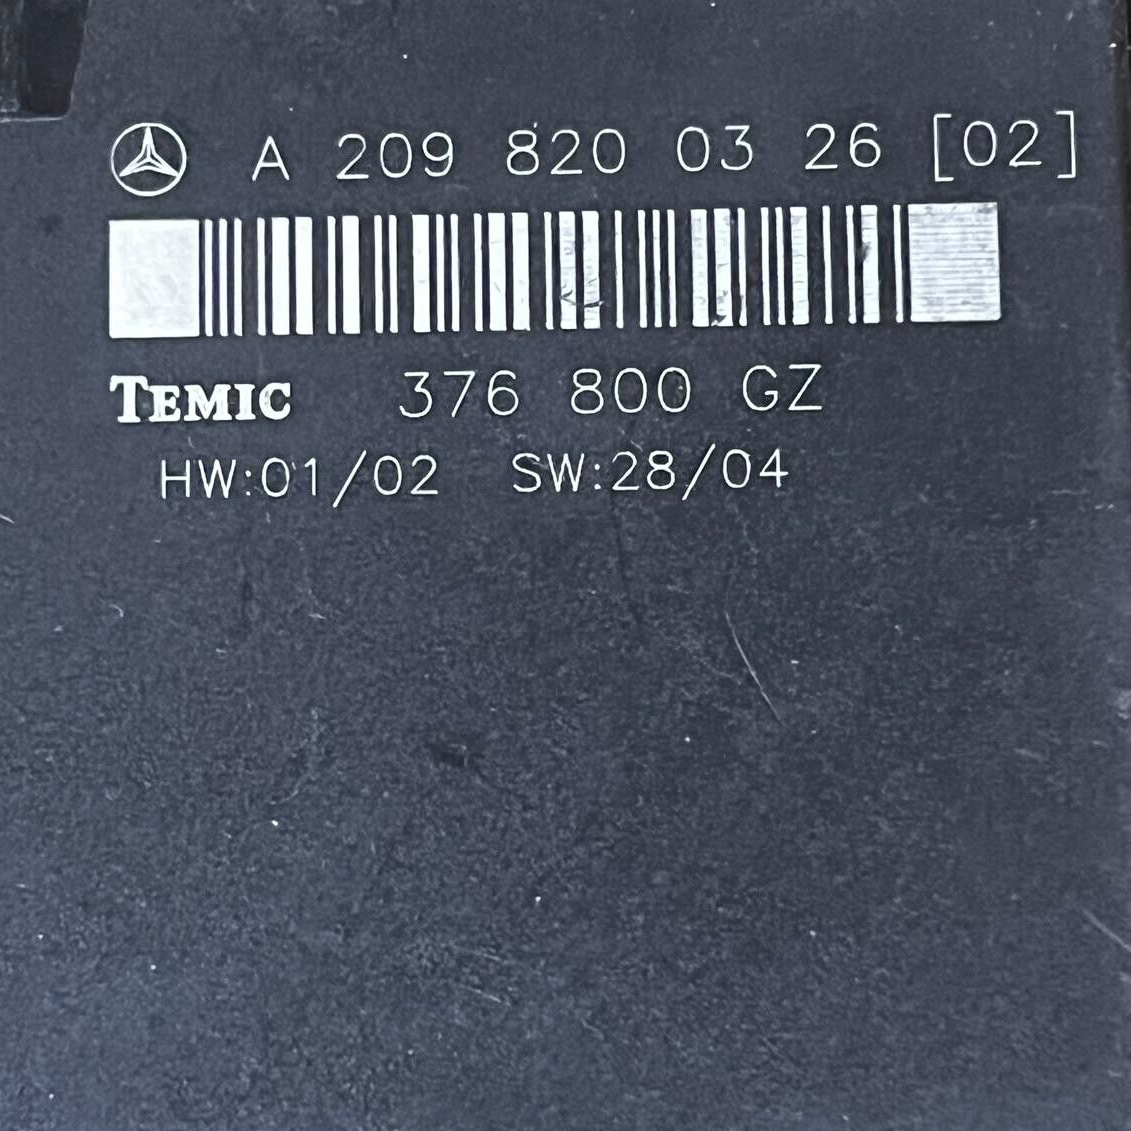 A 209 820 03 26 [02]
TEMIC 376 800 GZ
HW:01/02 SW:28/04